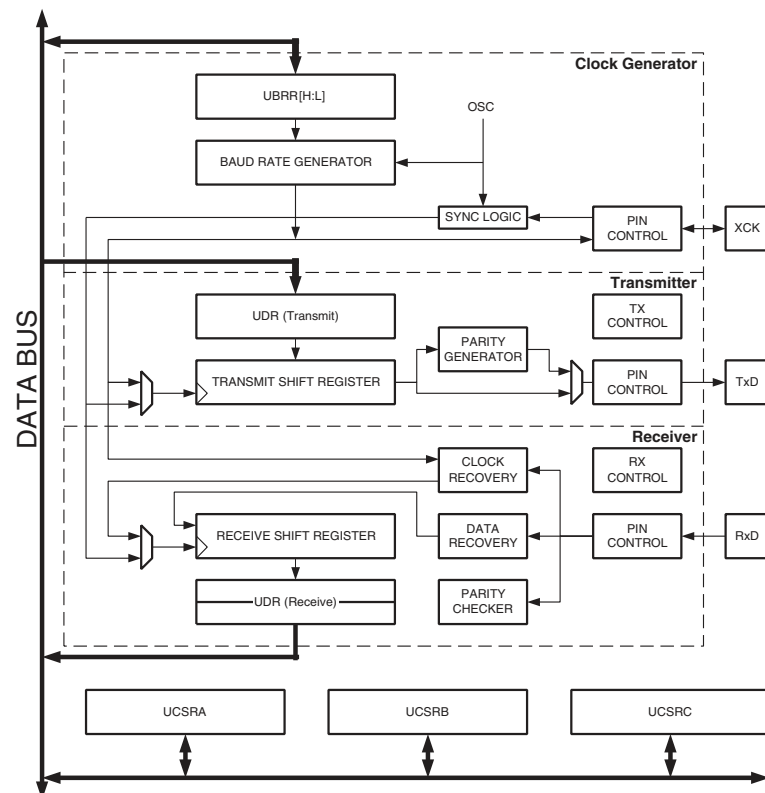 Clock Generator
UBRR[H:L]
OSC
BAUD RATE GENERATOR
SYNC LOGIC
PIN
CONTROL
XCK
Transmitter
UDR (Transmit)
TX
CONTROL
PARITY
GENERATOR
TRANSMIT SHIFT REGISTER
PIN
CONTROL
TxD
DATA BUS
Receiver
CLOCK
RECOVERY
RX
CONTROL
RECEIVE SHIFT REGISTER
DATA
RECOVERY
PIN
CONTROL
RxD
UDR (Receive)
PARITY
CHECKER
UCSRA
UCSRB
UCSRC